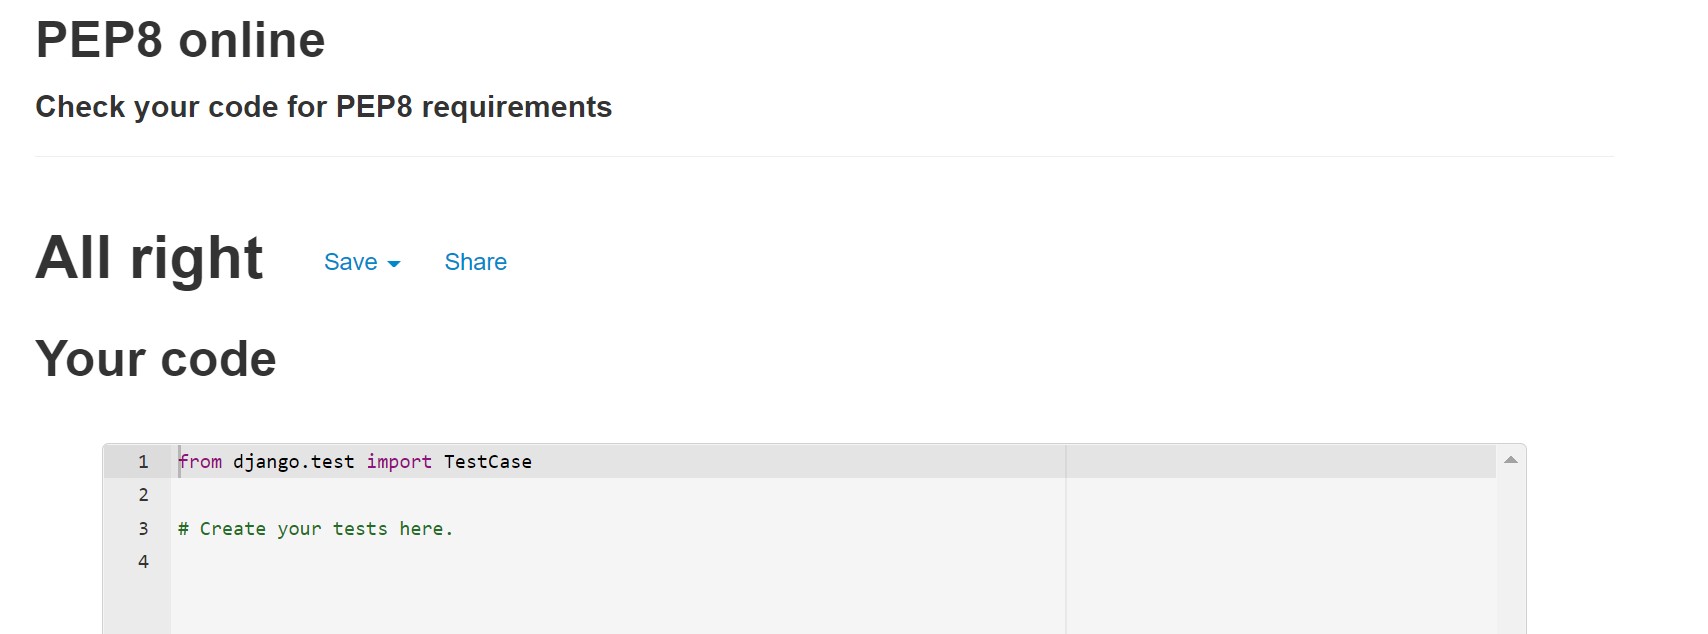 PEP8 online
Check your code for PEP8 requirements
All right Save Share
Your code
1 from django.test import TestCase
2
3 # Create your tests here.
4